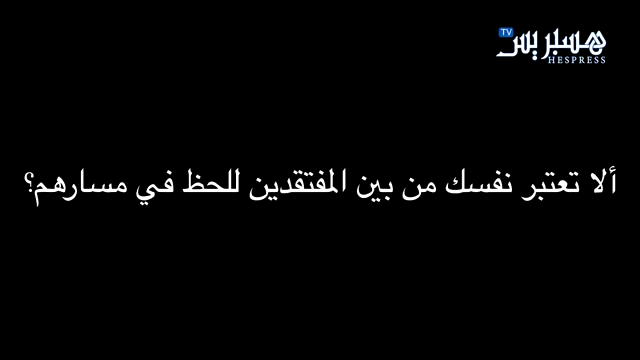 TV
هسبريس
HESPRESS
ألا تعتبر نفسك من بين المفتقدين للحظ في مسارهم؟